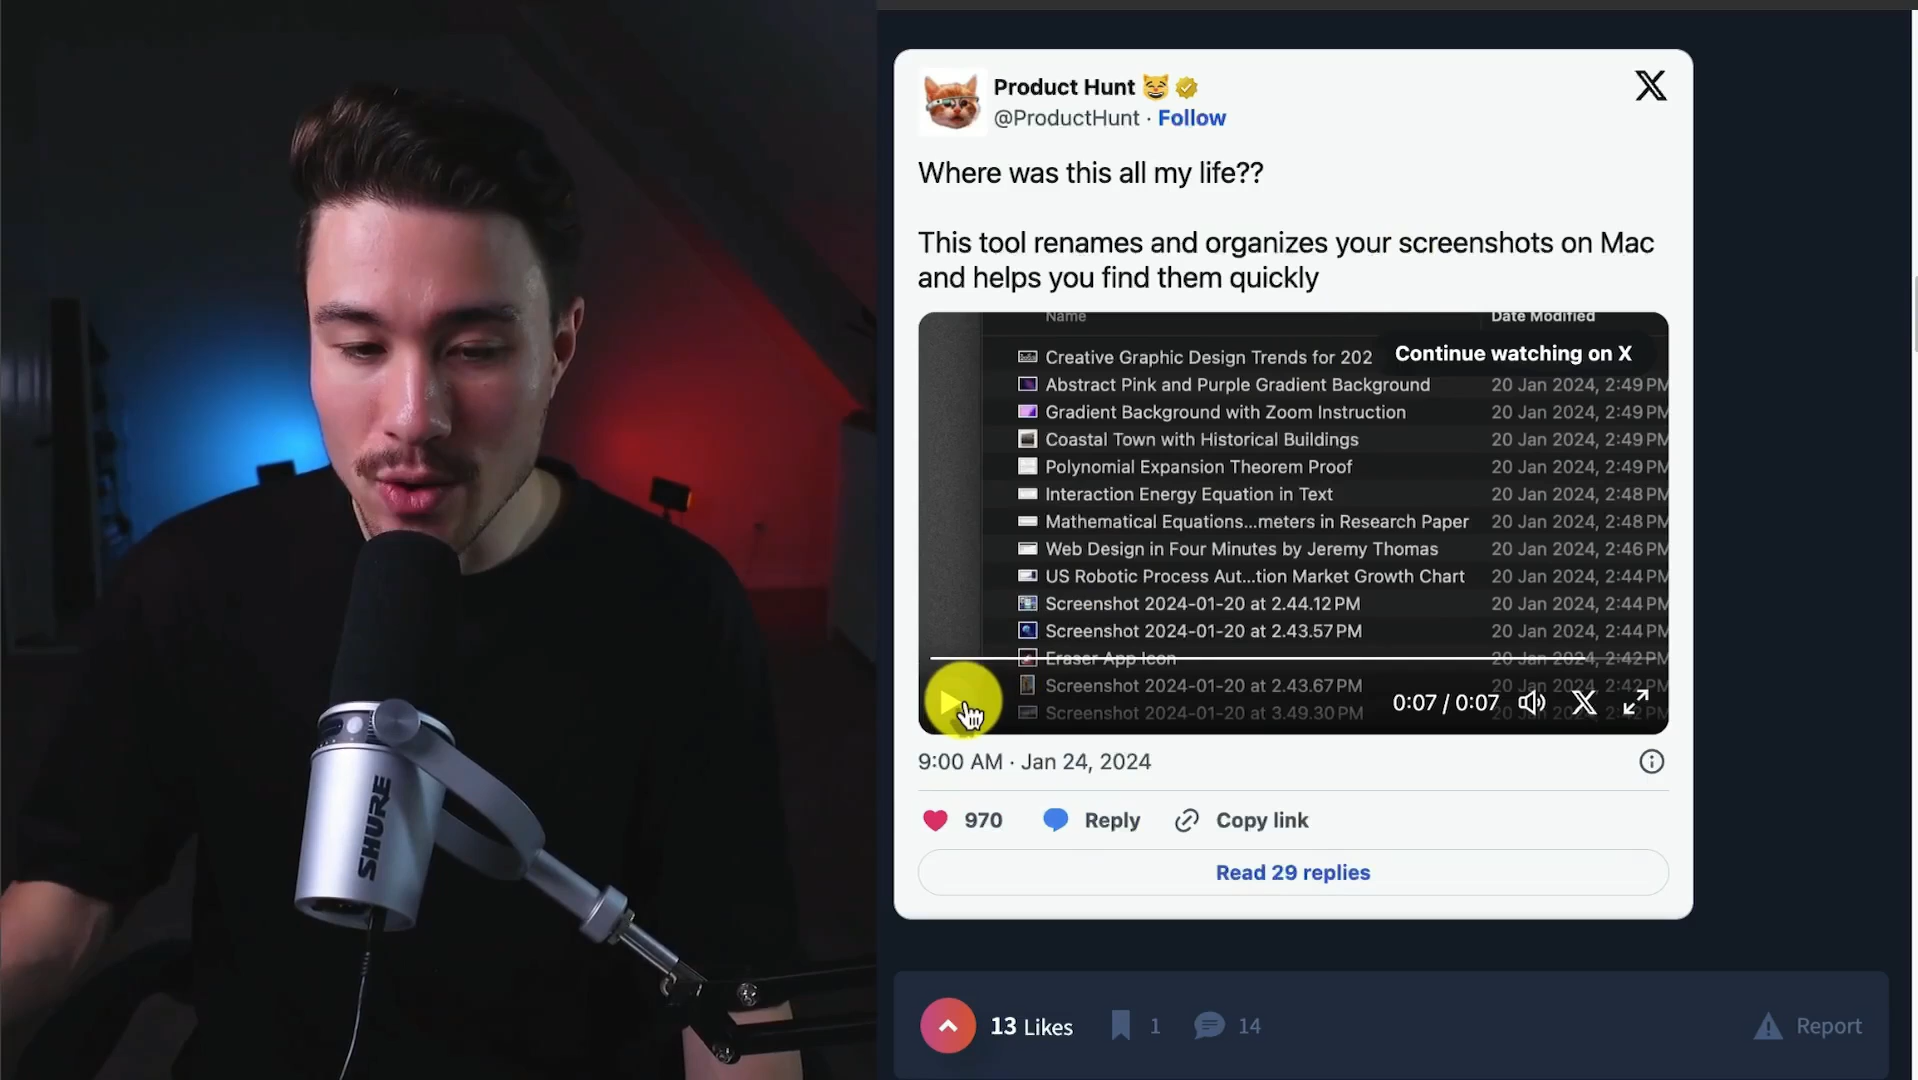 Product Hunt 😸
@ProductHunt · Follow
Where was this all my life??
This tool renames and organizes your screenshots on Mac
and helps you find them quickly
Name Date Modified
Continue watching on X
Creative Graphic Design Trends for 202
Abstract Pink and Purple Gradient Background 20 Jan 2024, 2:49 PM
Gradient Background with Zoom Instruction 20 Jan 2024, 2:49 PM
Coastal Town with Historical Buildings 20 Jan 2024, 2:49 PM
Polynomial Expansion Theorem Proof 20 Jan 2024, 2:49 PM
Interaction Energy Equation in Text 20 Jan 2024, 2:48 PM
Mathematical Equations...meters in Research Paper 20 Jan 2024, 2:48 PM
Web Design in Four Minutes by Jeremy Thomas 20 Jan 2024, 2:46 PM
US Robotic Process Aut...tion Market Growth Chart 20 Jan 2024, 2:44 PM
Screenshot 2024-01-20 at 2.44.12 PM 20 Jan 2024, 2:44 PM
Screenshot 2024-01-20 at 2.43.57 PM 20 Jan 2024, 2:44 PM
Eraser App Icon 20 Jan 2024, 2:42 PM
Screenshot 2024-01-20 at 2.43.67 PM 20 Jan 2024, 2:42 PM
Screenshot 2024-01-20 at 3.49.30 PM
0:07 / 0:07
9:00 AM · Jan 24, 2024
970 Reply Copy link
Read 29 replies
13 Likes 1 14 Report
SHURE